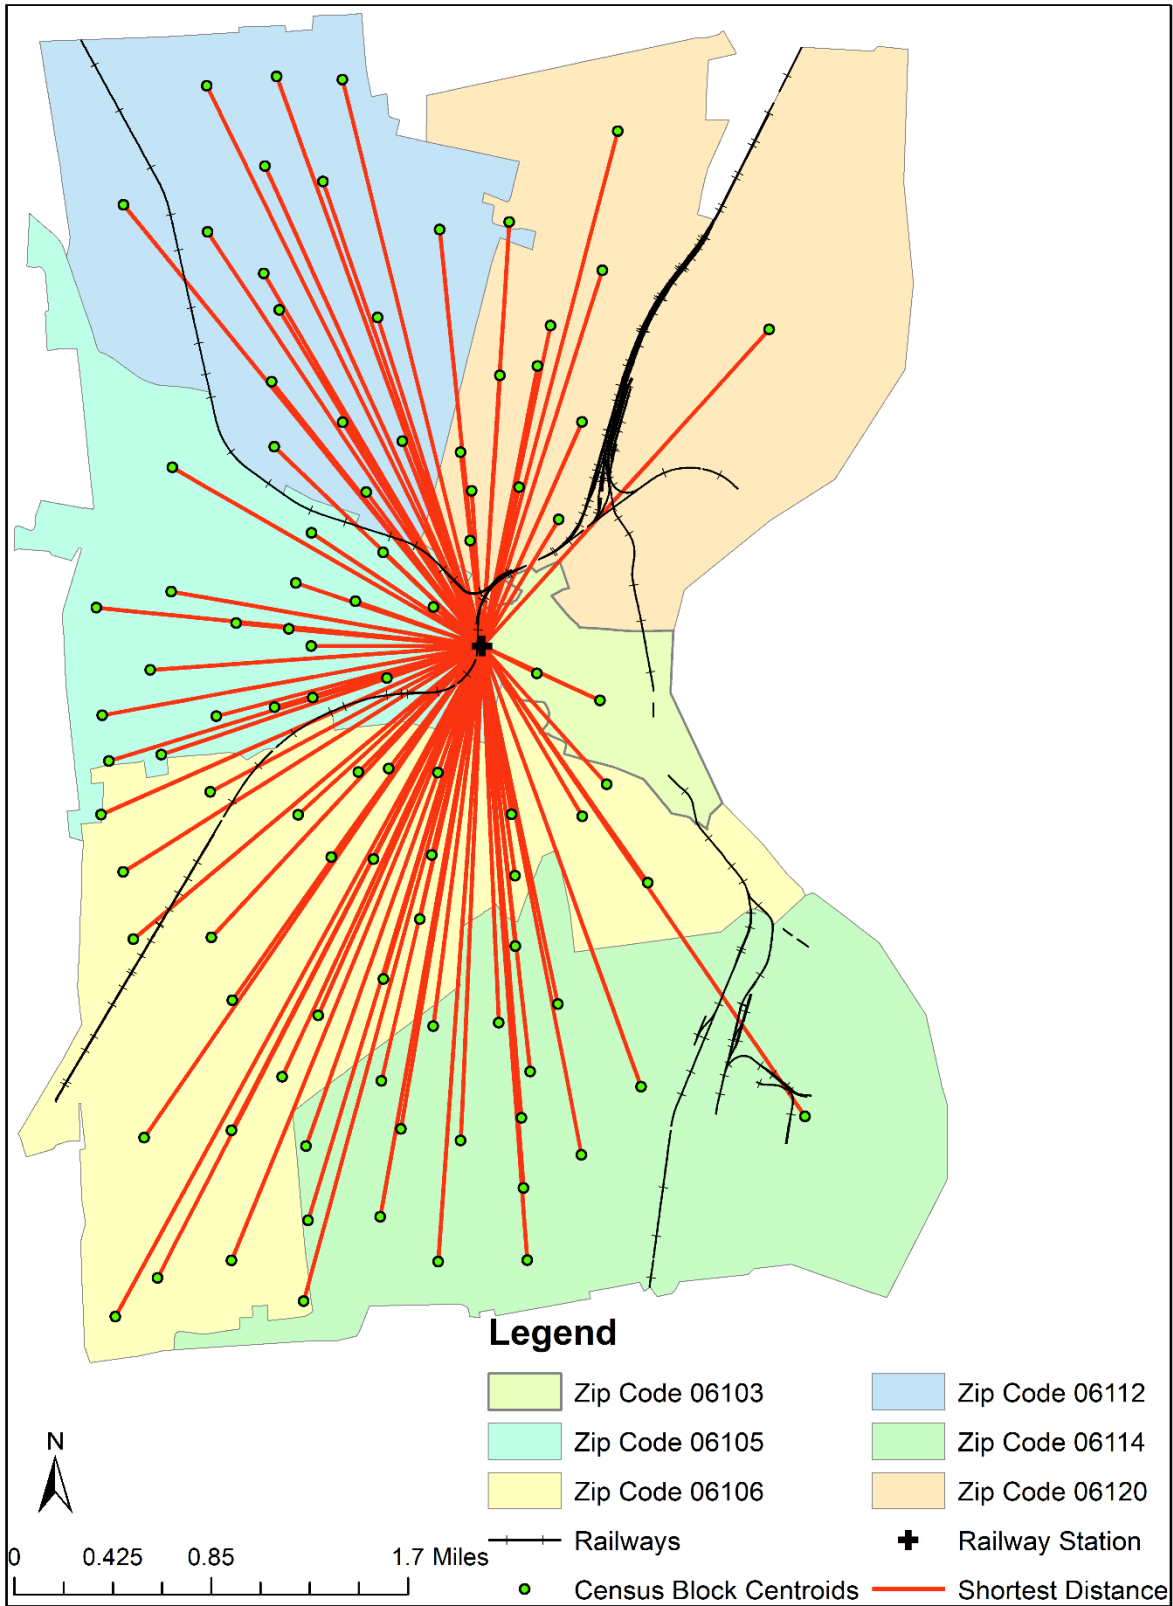 Legend
Zip Code 06103
Zip Code 06112
Zip Code 06105
Zip Code 06114
Zip Code 06106
Zip Code 06120
Railways
Railway Station
Census Block Centroids
Shortest Distance
N
0 0.425 0.85 1.7 Miles